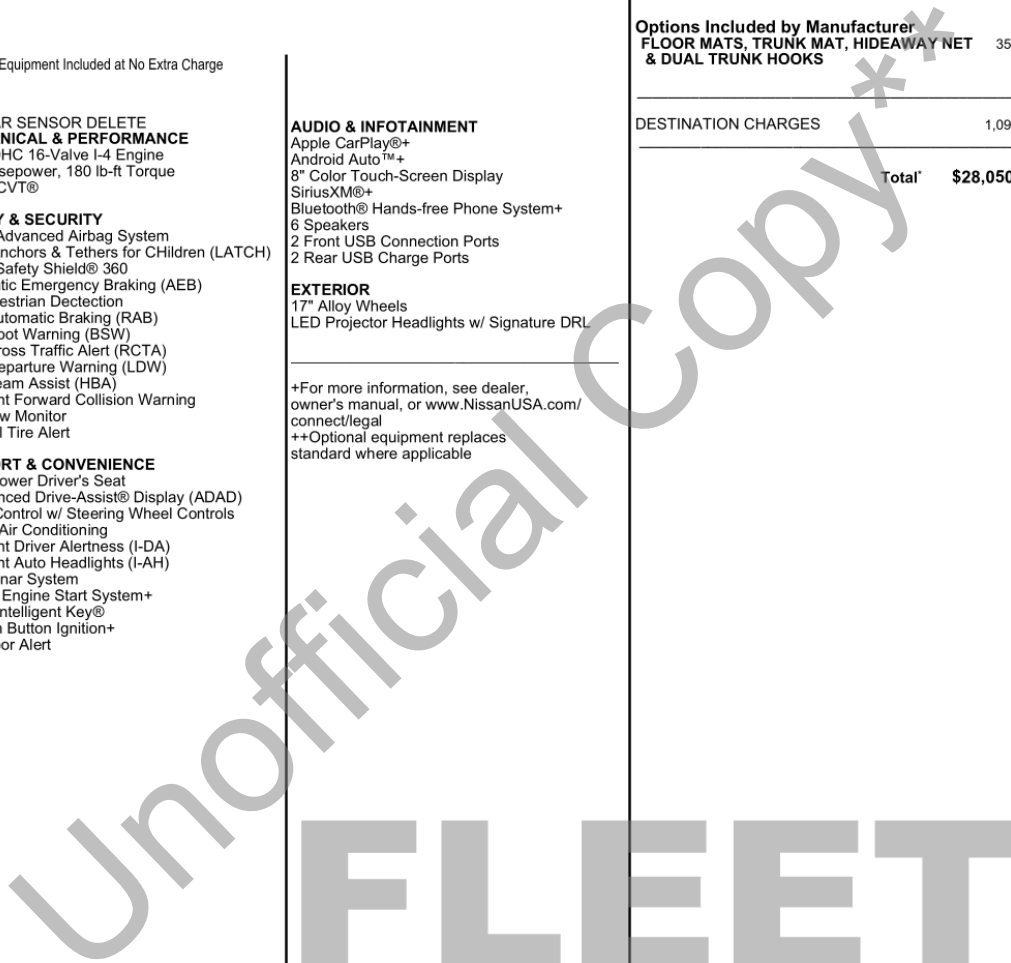 Equipment Included at No Extra Charge
R SENSOR DELETE
NICAL & PERFORMANCE
HC 16-Valve I-4 Engine
sepower, 180 lb-ft Torque
CVT®
Y & SECURITY
Advanced Airbag System
nchors & Tethers for CHildren (LATCH)
Safety Shield® 360
tic Emergency Braking (AEB)
estrian Dectection
utomatic Braking (RAB)
pot Warning (BSW)
ross Traffic Alert (RCTA)
eparture Warning (LDW)
eam Assist (HBA)
nt Forward Collision Warning
w Monitor
l Tire Alert
RT & CONVENIENCE
ower Driver's Seat
nced Drive-Assist® Display (ADAD)
Control w/ Steering Wheel Controls
Air Conditioning
nt Driver Alertness (I-DA)
nt Auto Headlights (I-AH)
nar System
Engine Start System+
ntelligent Key®
n Button Ignition+
or Alert
AUDIO & INFOTAINMENT
Apple CarPlay®+
Android Auto™+
8" Color Touch-Screen Display
SiriusXM®+
Bluetooth® Hands-free Phone System+
6 Speakers
2 Front USB Connection Ports
2 Rear USB Charge Ports
EXTERIOR
17" Alloy Wheels
LED Projector Headlights w/ Signature DRL
+For more information, see dealer,
owner's manual, or www.NissanUSA.com/
connect/legal
++Optional equipment replaces
standard where applicable
Options Included by Manufacturer
FLOOR MATS, TRUNK MAT, HIDEAWAY NET 35
& DUAL TRUNK HOOKS
DESTINATION CHARGES 1,09
Total* $28,050
Unofficial Copy**
FLEET